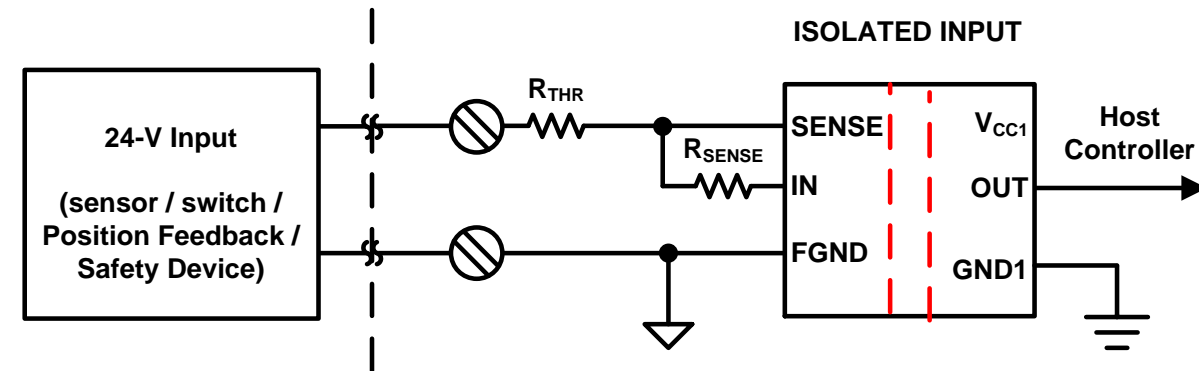 ISOLATED INPUT
24-V Input
(sensor / switch /
Position Feedback /
Safety Device)
RTHR
RSENSE
SENSE
IN
FGND
VCC1
OUT
GND1
Host
Controller